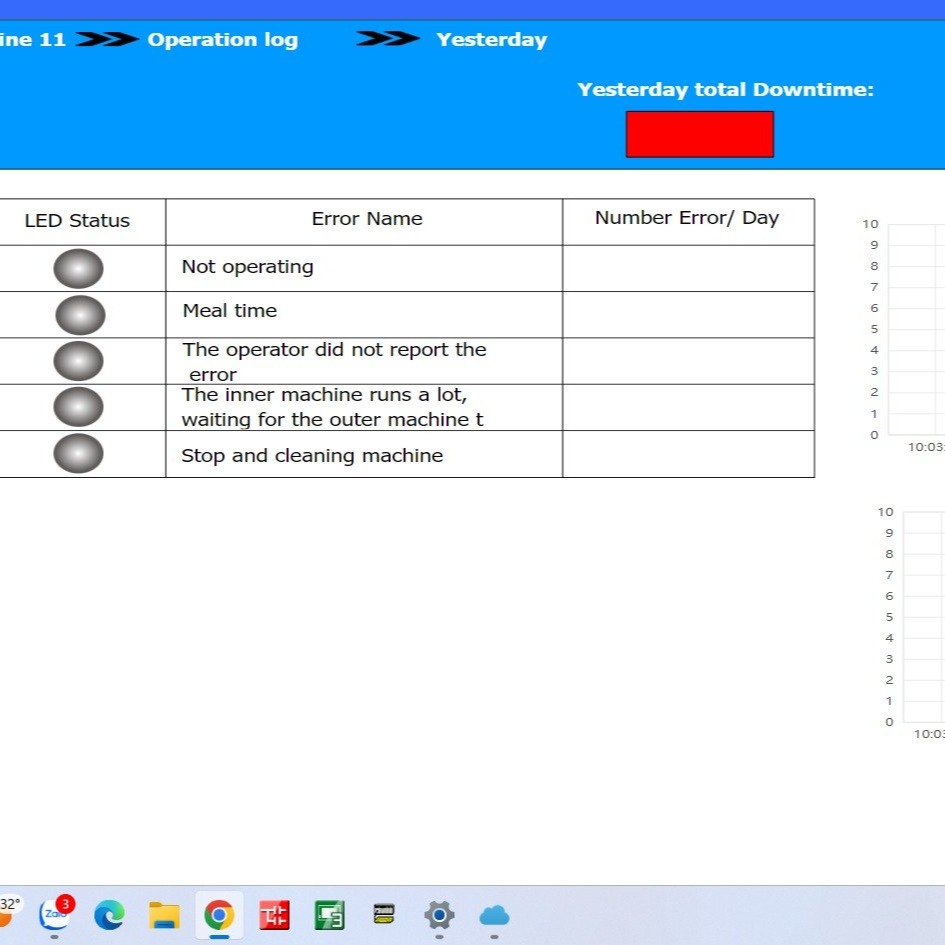 ine 11
Operation log
Yesterday
Yesterday total Downtime:
LED Status
Error Name
Number Error/ Day
Not operating
Meal time
The operator did not report the
error
The inner machine runs a lot,
waiting for the outer machine t
Stop and cleaning machine
10
9
8
7
6
5
4
3
2
1
0
10:03:
10
9
8
7
6
5
4
3
2
1
0
10:03
32°
Zalo
3